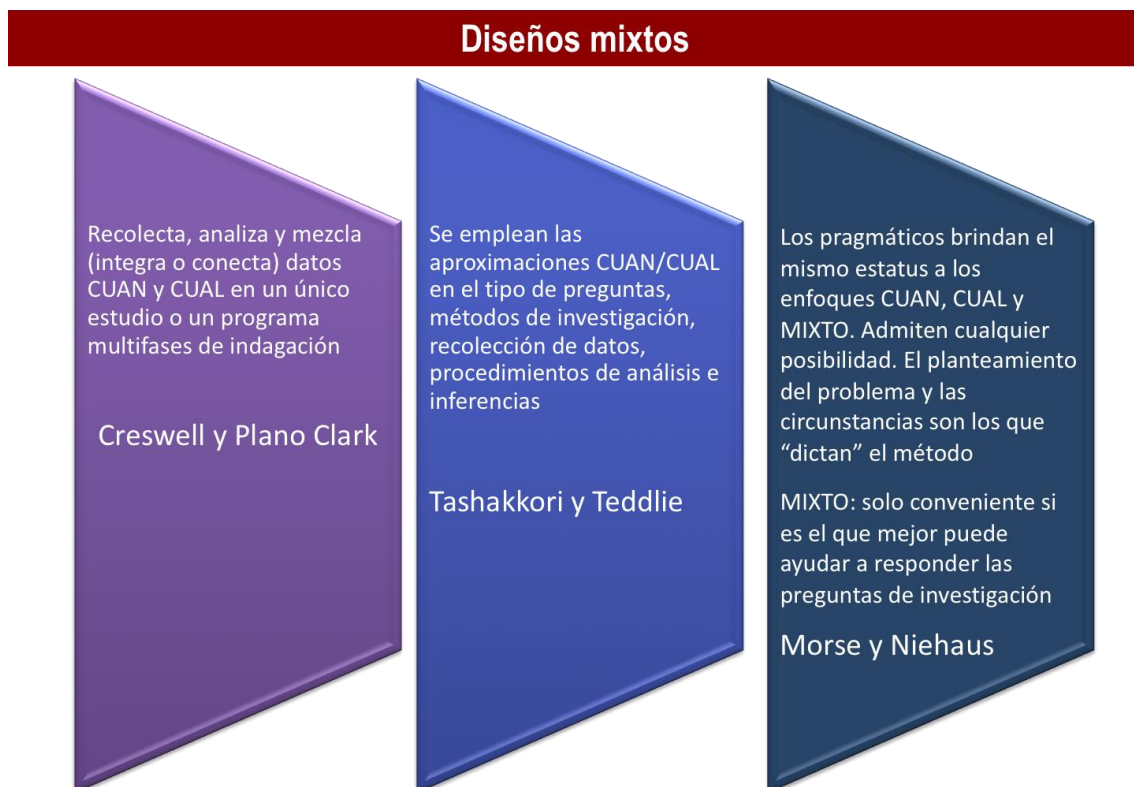 Diseños mixtos
Recolecta, analiza y mezcla
(integra o conecta) datos
CUAN y CUAL en un único
estudio o un programa
multifases de indagación
Creswell y Plano Clark
Se emplean las
aproximaciones CUAN/CUAL
en el tipo de preguntas,
métodos de investigación,
recolección de datos,
procedimientos de análisis e
inferencias
Tashakkori y Teddlie
Los pragmáticos brindan el
mismo estatus a los
enfoques CUAN, CUAL y
MIXTO. Admiten cualquier
posibilidad. El planteamiento
del problema y las
circunstancias son los que
“dictan” el método
MIXTO: solo conveniente si
es el que mejor puede
ayudar a responder las
preguntas de investigación
Morse y Niehaus